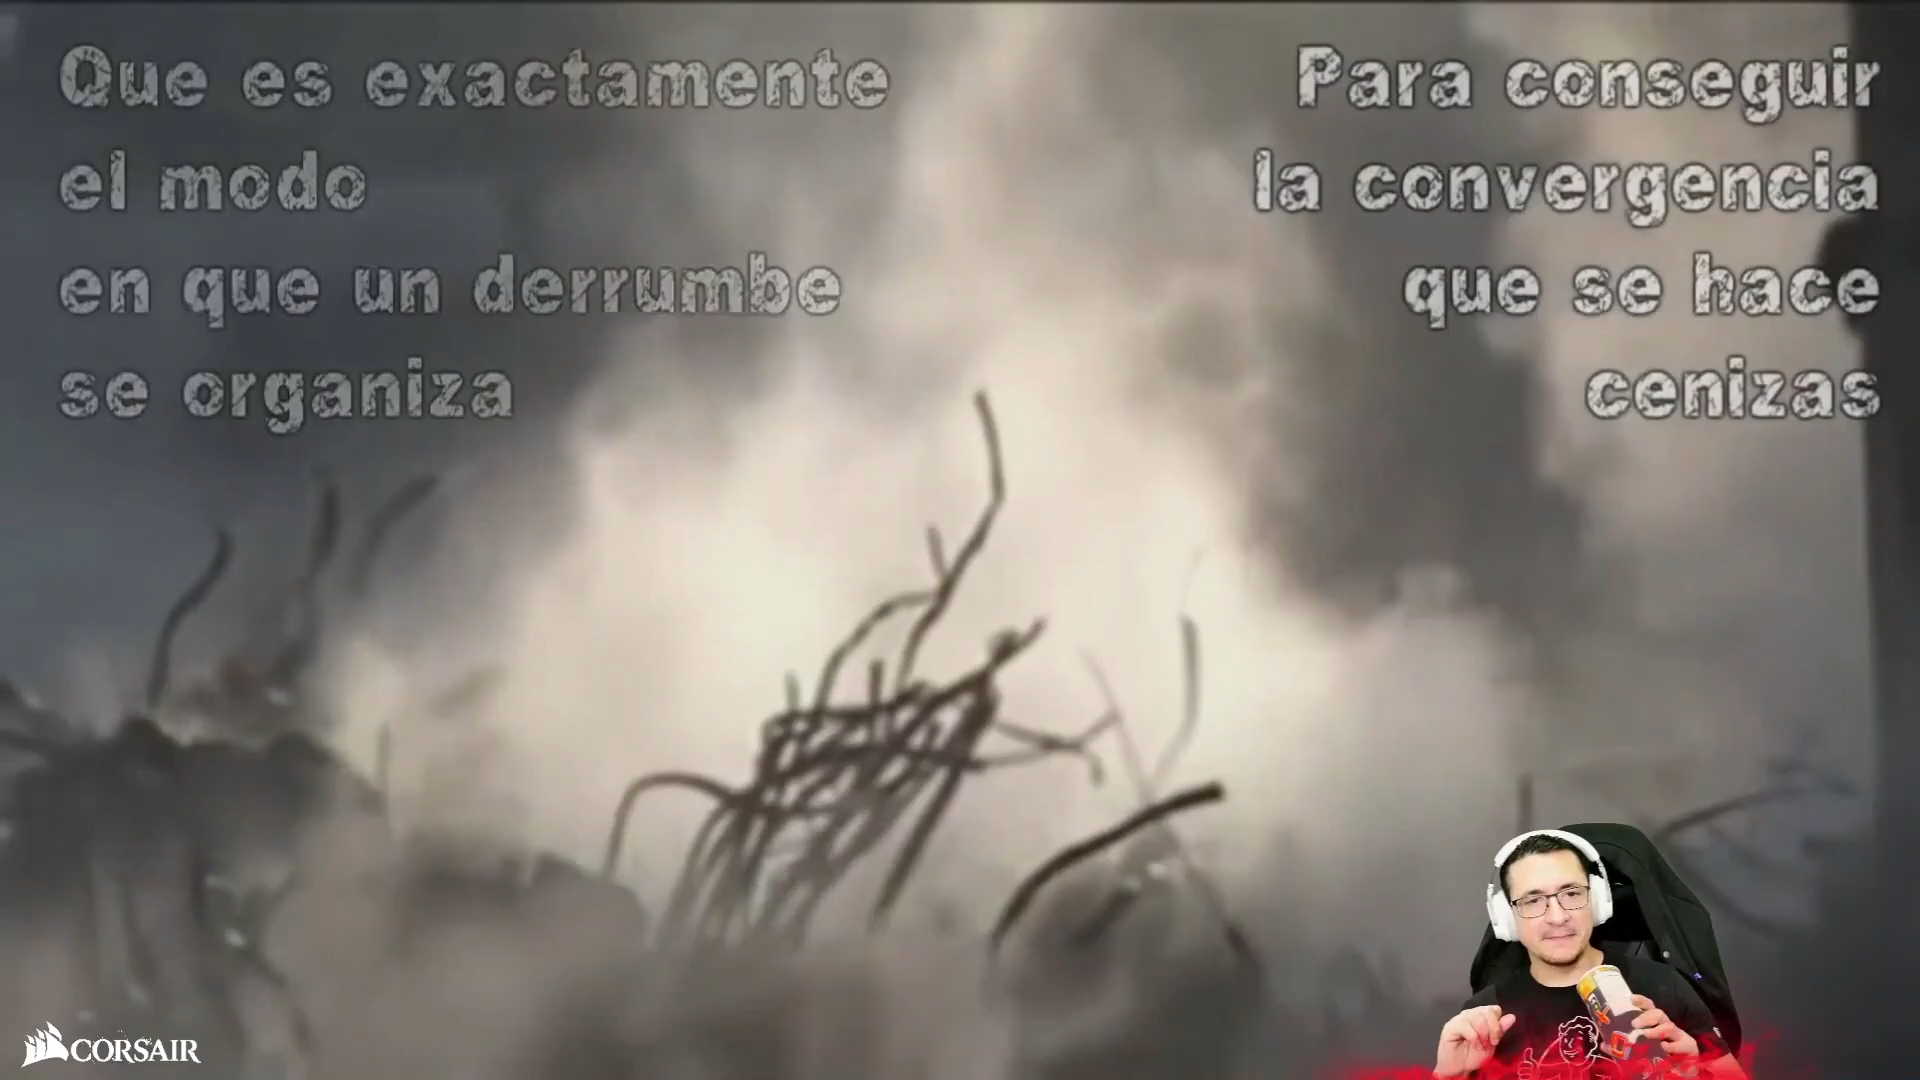 Que es exactamente
el modo
en que un derrumbe
se organiza
Para conseguir
la convergencia
que se hace
cenizas
CORSAIR